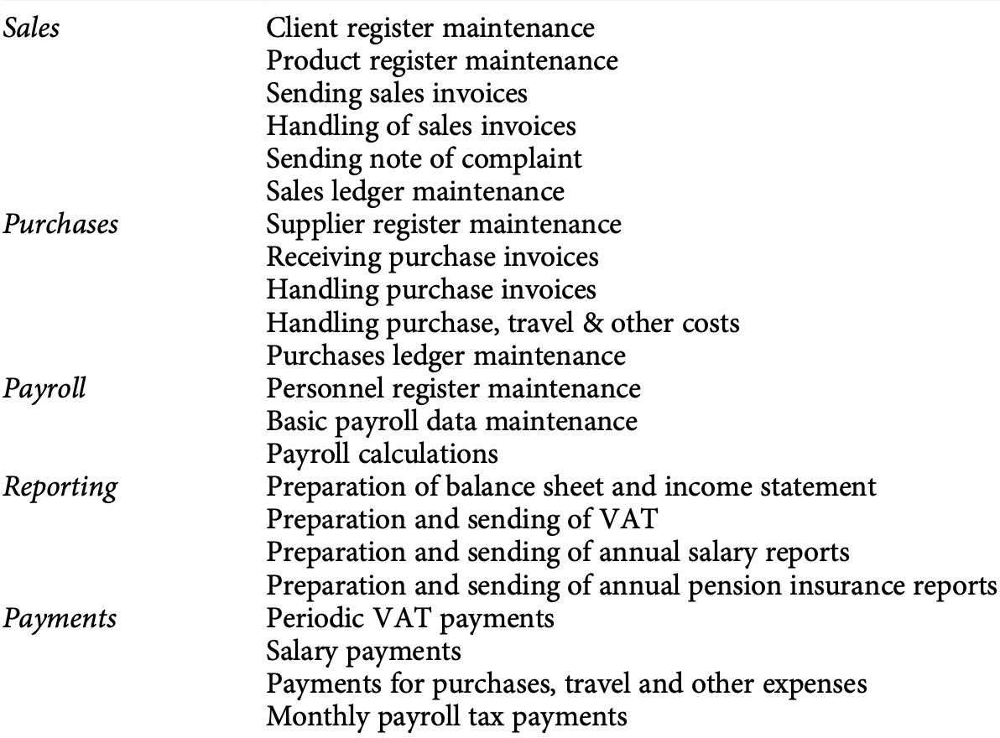 Sales Client register maintenance
Product register maintenance
Sending sales invoices
Handling of sales invoices
Sending note of complaint
Sales ledger maintenance
Purchases Supplier register maintenance
Receiving purchase invoices
Handling purchase invoices
Handling purchase, travel & other costs
Purchases ledger maintenance
Payroll Personnel register maintenance
Basic payroll data maintenance
Payroll calculations
Reporting Preparation of balance sheet and income statement
Preparation and sending of VAT
Preparation and sending of annual salary reports
Preparation and sending of annual pension insurance reports
Payments Periodic VAT payments
Salary payments
Payments for purchases, travel and other expenses
Monthly payroll tax payments